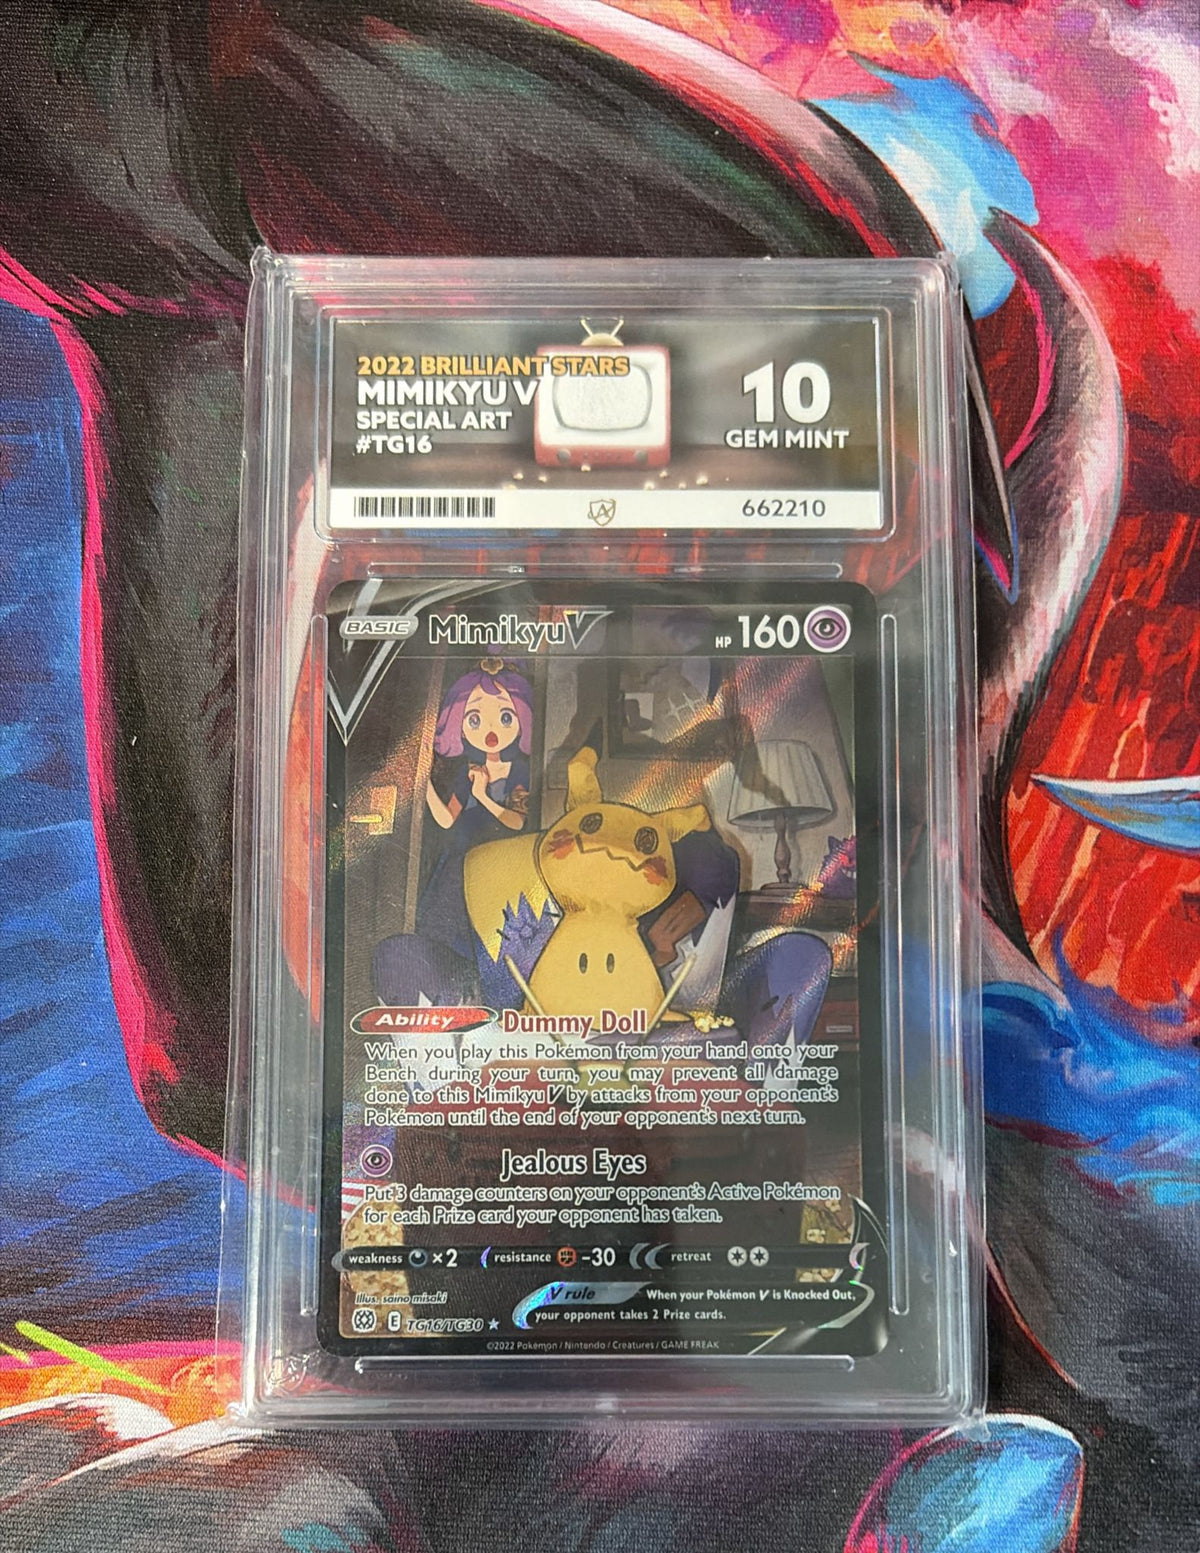 2022 BRILLIANT STARS
MIMIKYU V
SPECIAL ART
#TG16
10
GEM MINT
662210
BASIC Mimikyu V HP 160
Ability Dummy Doll
When you play this Pokémon from your hand onto your
Bench during your turn, you may prevent all damage
done to this Mimikyu V by attacks from your opponent's
Pokémon until the end of your opponent's next turn.
Jealous Eyes
Put 3 damage counters on your opponent's Active Pokémon
for each Prize card your opponent has taken.
weakness ×2 resistance -30 retreat
Illus. saino misaki
V rule When your Pokémon V is Knocked Out,
your opponent takes 2 Prize cards.
E TG16/TG30 ★
©2022 Pokémon / Nintendo / Creatures / GAME FREAK